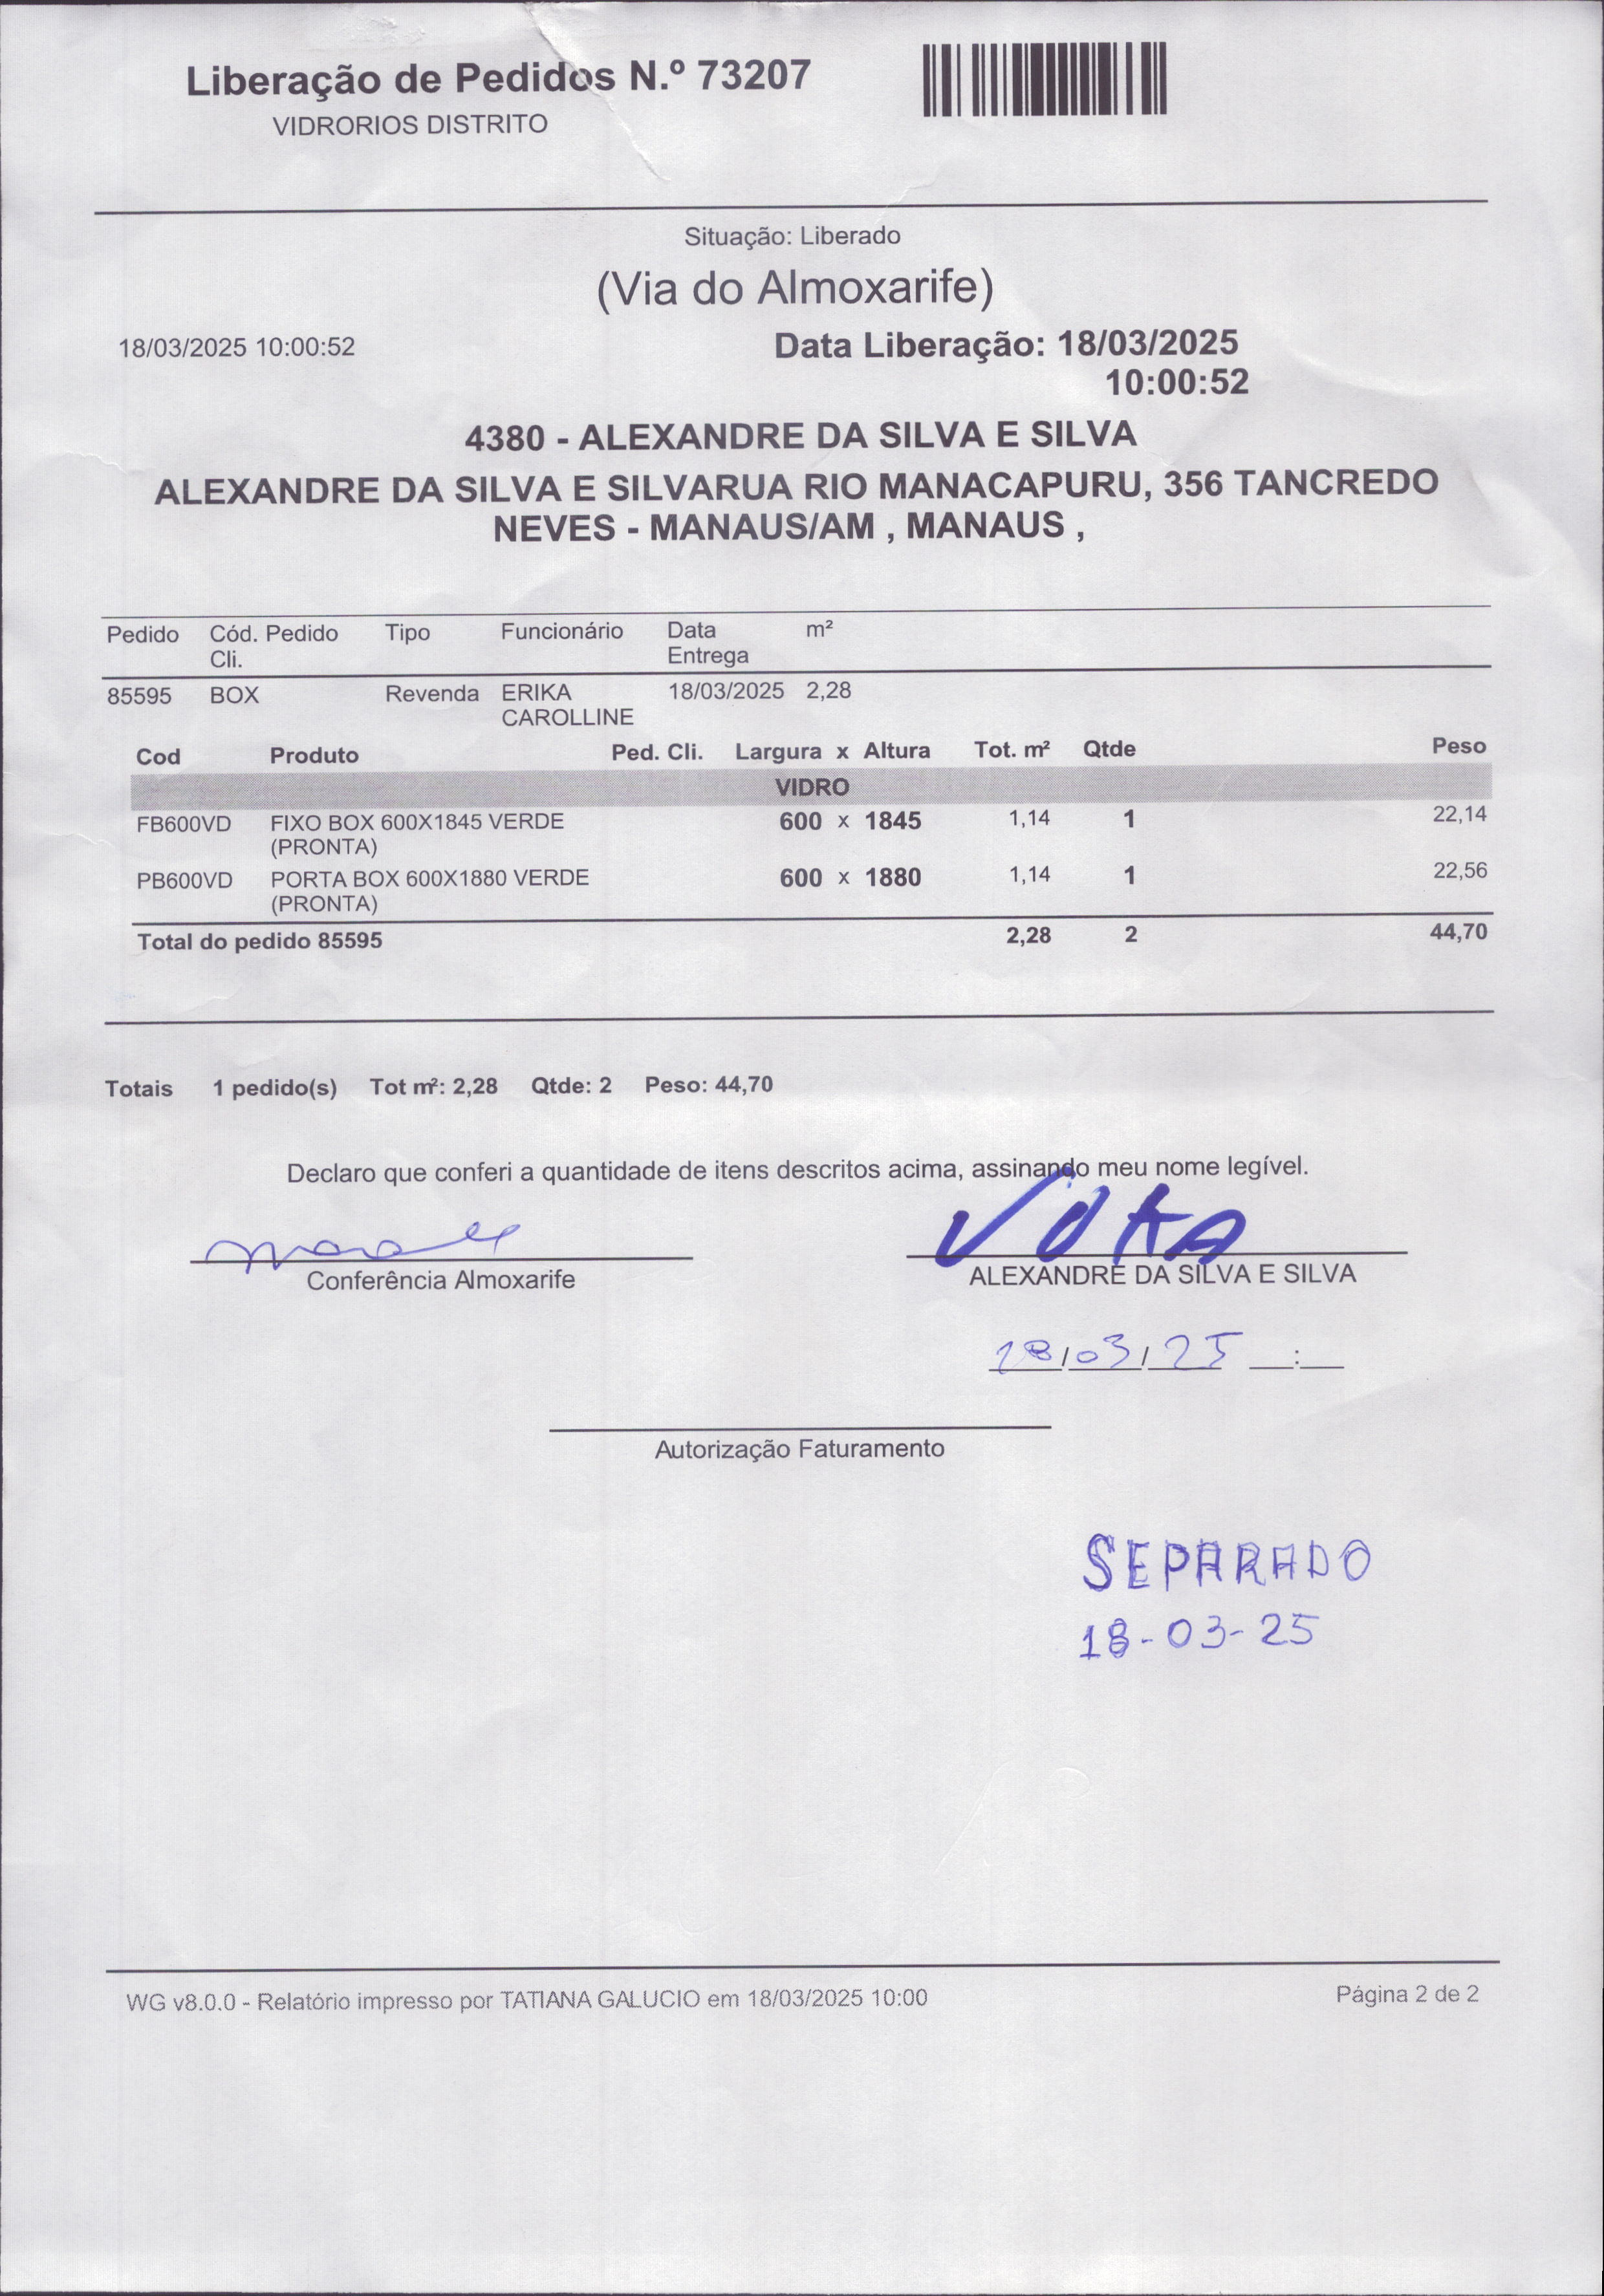 Liberação de Pedidos N.º 73207
VIDRORIOS DISTRITO
Situação: Liberado
(Via do Almoxarife)
18/03/2025 10:00:52 Data Liberação: 18/03/2025
10:00:52
4380 - ALEXANDRE DA SILVA E SILVA
ALEXANDRE DA SILVA E SILVARUA RIO MANACAPURU, 356 TANCREDO
NEVES - MANAUS/AM , MANAUS ,
Pedido Cód. Pedido Tipo Funcionário Data m²
Cli. Entrega
85595 BOX Revenda ERIKA 18/03/2025 2,28
CAROLLINE
Cod Produto Ped. Cli. Largura x Altura Tot. m² Qtde Peso
VIDRO
FB600VD FIXO BOX 600X1845 VERDE 600 x 1845 1,14 1 22,14
(PRONTA)
PB600VD PORTA BOX 600X1880 VERDE 600 x 1880 1,14 1 22,56
(PRONTA)
Total do pedido 85595 2,28 2 44,70
Totais 1 pedido(s) Tot m²: 2,28 Qtde: 2 Peso: 44,70
Declaro que conferi a quantidade de itens descritos acima, assinando meu nome legível.
Conferência Almoxarife ALEXANDRE DA SILVA E SILVA
18/03/25 __:__
Autorização Faturamento
SEPARADO
18-03-25
WG v8.0.0 - Relatório impresso por TATIANA GALUCIO em 18/03/2025 10:00 Página 2 de 2